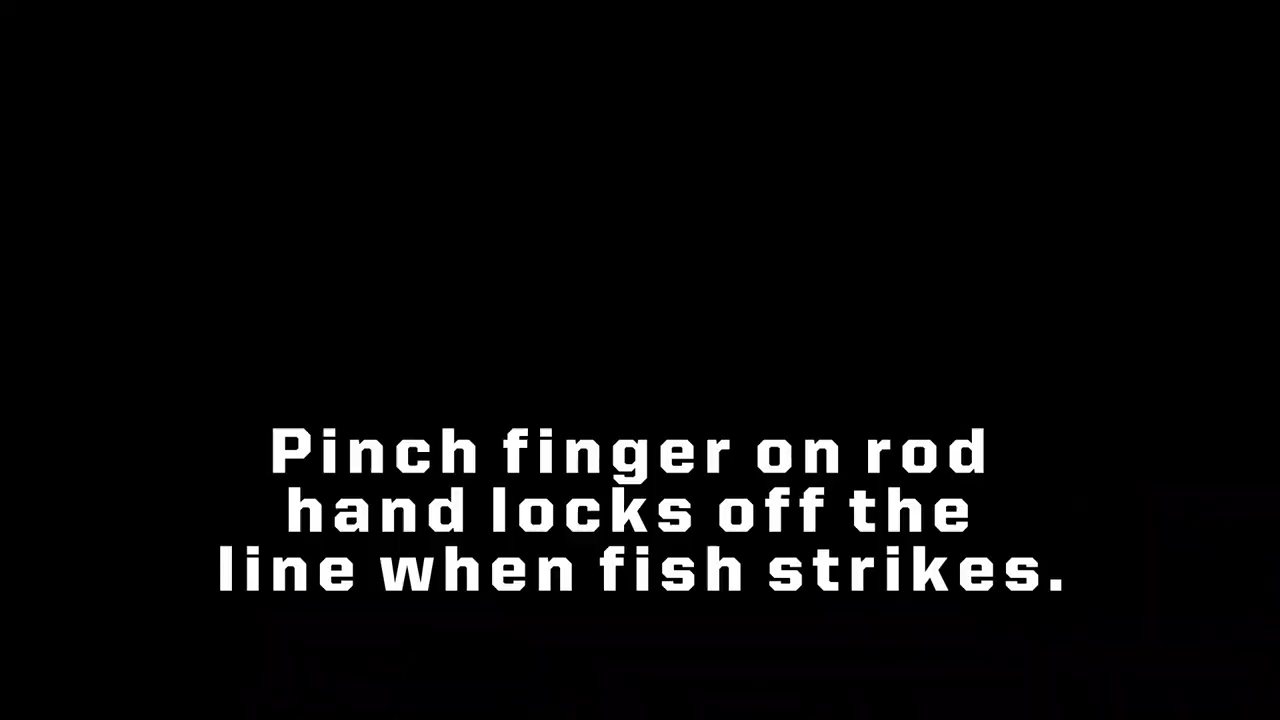 Pinch finger on rod
hand locks off the
line when fish strikes.